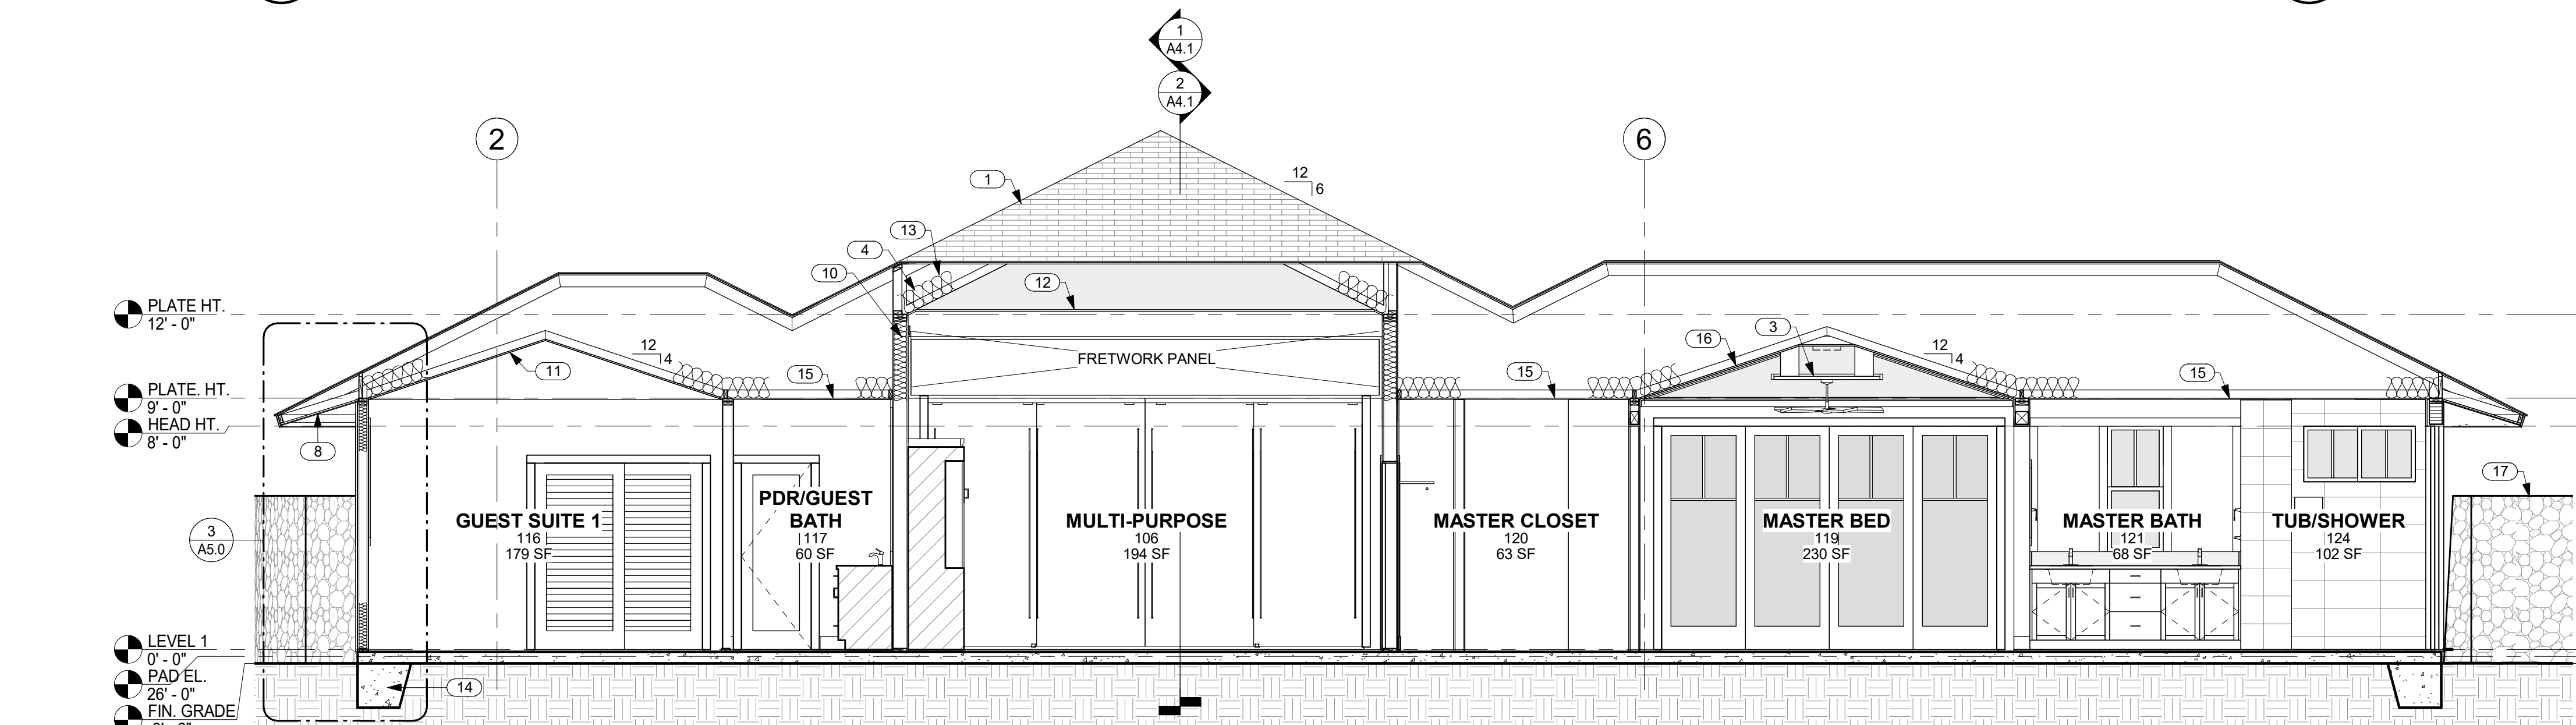 1
A4.1
2
A4.1
2
6
1
12
6
13
4
10
12
PLATE HT.
12' - 0"
12
4
11
15
FRETWORK PANEL
15
16
3
12
4
15
PLATE. HT.
9' - 0"
HEAD HT.
8' - 0"
8
17
3
A5.0
GUEST SUITE 1
116
179 SF
PDR/GUEST
BATH
117
60 SF
MULTI-PURPOSE
106
194 SF
MASTER CLOSET
120
63 SF
MASTER BED
119
230 SF
MASTER BATH
121
68 SF
TUB/SHOWER
124
102 SF
LEVEL 1
0' - 0"
PAD EL.
26' - 0"
FIN. GRADE
14